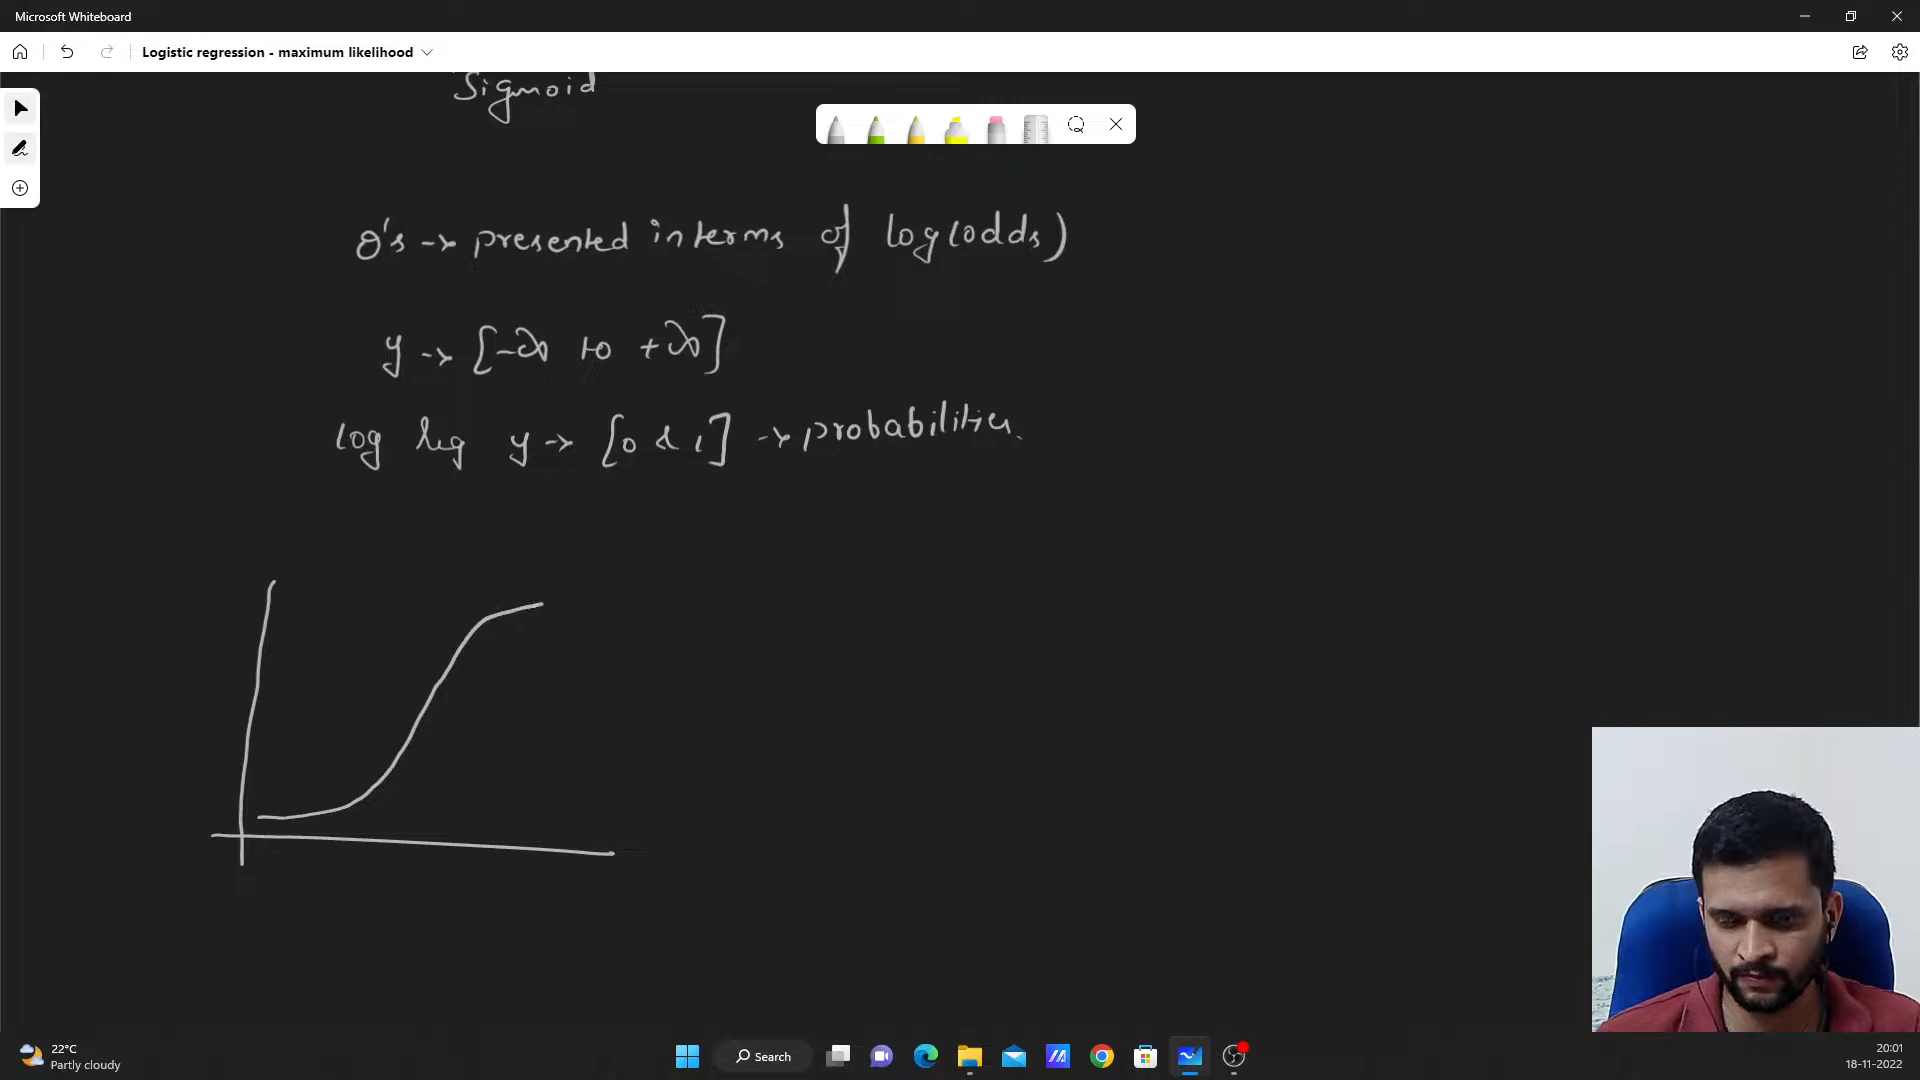 Microsoft Whiteboard
Logistic regression - maximum likelihood
Sigmoid
θ's → presented interms of log(odds)
y → [-∞ to +∞]
log reg y → [0 & 1] → probabilities.
22°C
Partly cloudy
Search
20:01
18-11-2022